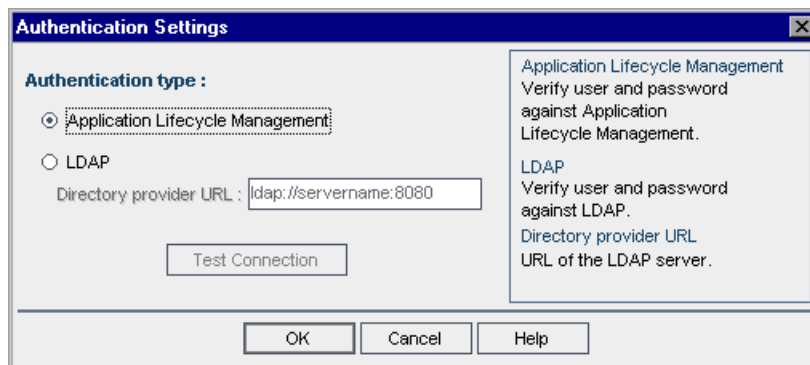 Authentication Settings
Authentication type :
Application Lifecycle Management
LDAP
Directory provider URL : ldap://servername:8080
Test Connection
Application Lifecycle Management
Verify user and password
against Application
Lifecycle Management.
LDAP
Verify user and password
against LDAP.
Directory provider URL
URL of the LDAP server.
OK Cancel Help